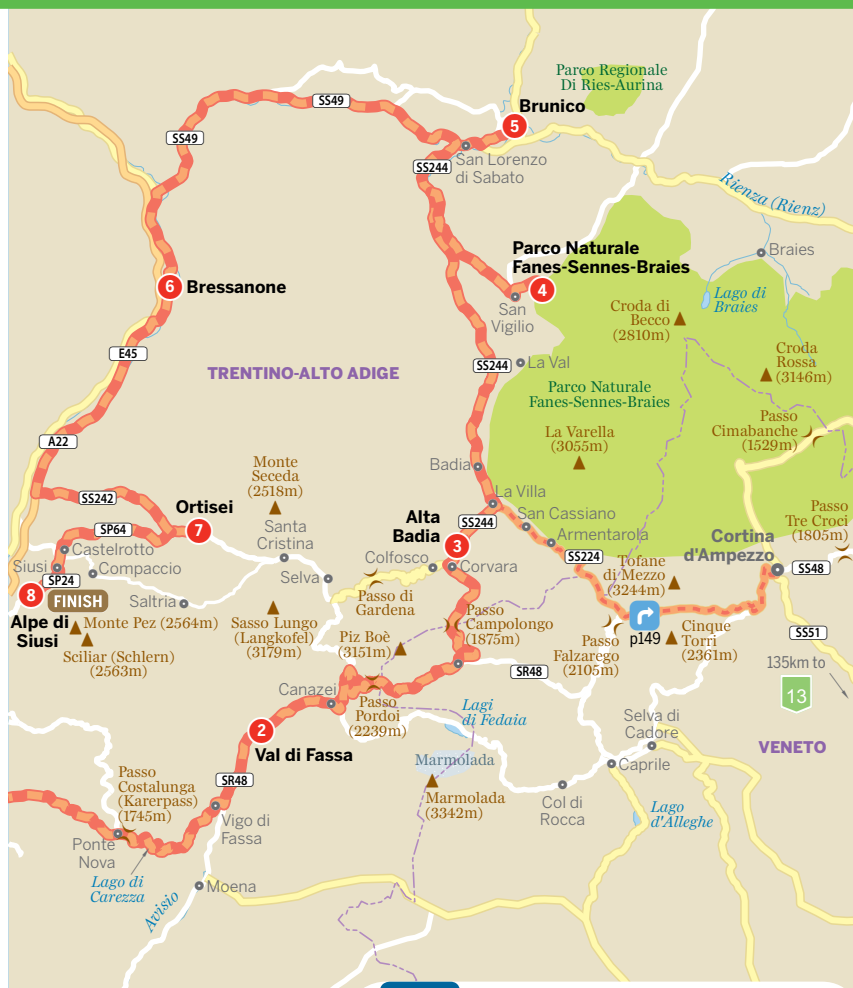 Parco Regionale
Di Ries-Aurina
Brunico
5
SS49
SS49
San Lorenzo
di Sabato
SS244
Rienza (Rienz)
Parco Naturale
Fanes-Sennes-Braies
4
San
Vigilio
Braies
Lago di
Braies
6
Bressanone
Croda di
Becco
(2810m)
Croda
Rossa
(3146m)
E45
TRENTINO-ALTO ADIGE
SS244
La Val
Parco Naturale
Fanes-Sennes-Braies
Passo
Cimabanche
(1529m)
La Varella
(3055m)
A22
Badia
Monte
Seceda
(2518m)
SS242
Ortisei
7
La Villa
Alta
Badia
3
SS244
San Cassiano
Armentarola
Passo
Tre Croci
(1805m)
SP64
Santa
Cristina
Castelrotto
Siusi
Compaccio
SP24
Colfosco
Corvara
SS224
Cortina
d'Ampezzo
SS48
Selva
Tofane
di Mezzo
(3244m)
8
FINISH
Saltria
Passo di
Gardena
Alpe di
Siusi
Monte Pez (2564m)
Sciliar (Schlern)
(2563m)
Sasso Lungo
(Langkofel)
(3179m)
Piz Boè
(3151m)
Passo
Campolongo
(1875m)
Passo
Falzarego
(2105m)
p149
Cinque
Torri
(2361m)
SS51
135km to
13
SR48
Canazei
Passo
Pordoi
(2239m)
Lagi
di Fedaia
Selva di
Cadore
VENETO
2
Val di Fassa
Marmolada
Caprile
SR48
Passo
Costalunga
(Karerpass)
(1745m)
Marmolada
(3342m)
Col di
Rocca
Lago
d'Alleghe
Vigo di
Fassa
Ponte
Nova
Lago di
Carezza
Avisio
Moena